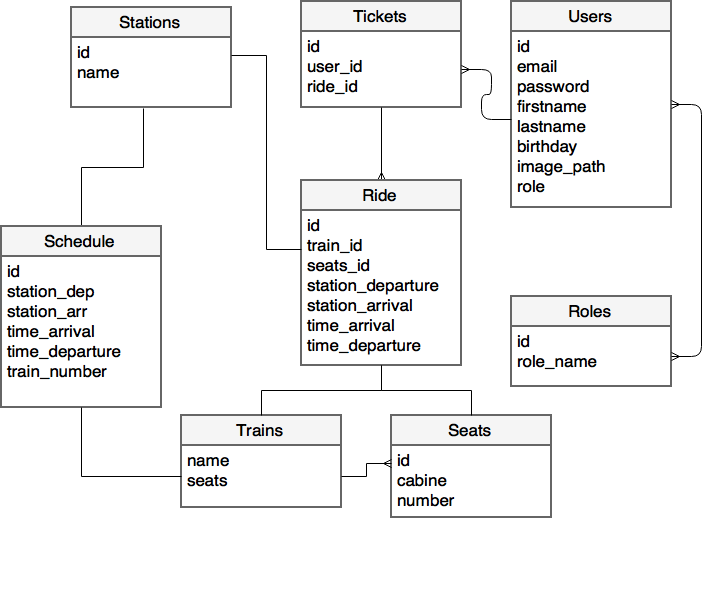 Stations
id
name
Tickets
id
user_id
ride_id
Users
id
email
password
firstname
lastname
birthday
image_path
role
Schedule
id
station_dep
station_arr
time_arrival
time_departure
train_number
Ride
id
train_id
seats_id
station_departure
station_arrival
time_arrival
time_departure
Roles
id
role_name
Trains
name
seats
Seats
id
cabine
number